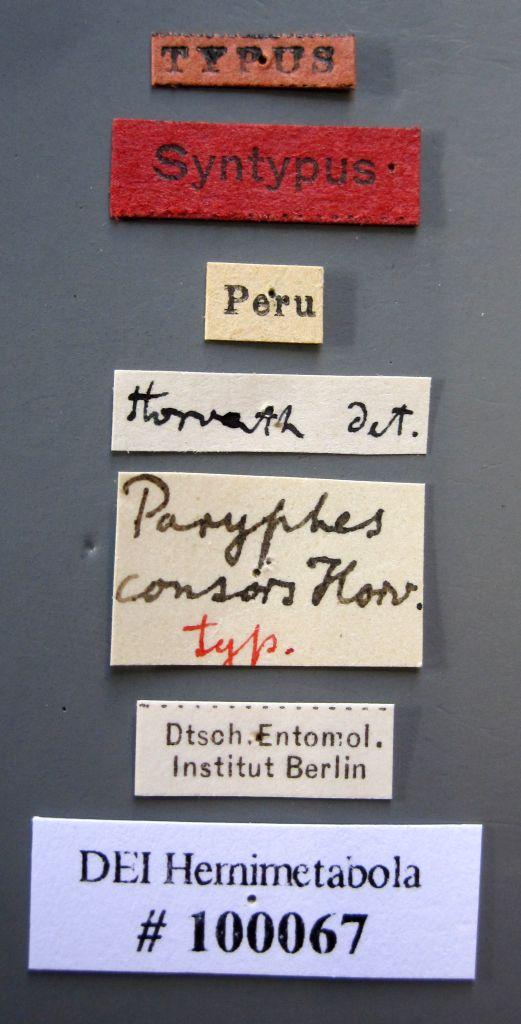 TYPUS
Syntypus
Peru
Horvath det.
Paryphes
consors Horv.
typ.
Dtsch. Entomol.
Institut Berlin
DEI Hemimetabola
# 100067